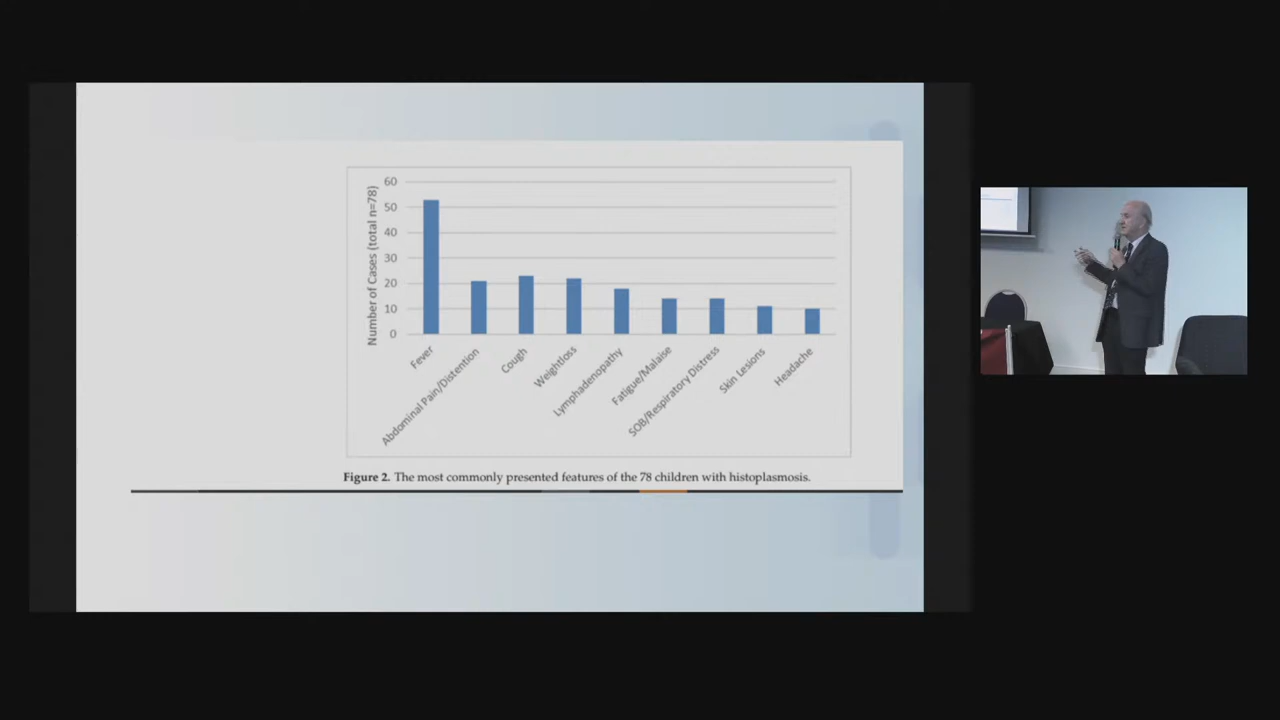 Number of Cases (total n=78)
60
50
40
30
20
10
0
Fever
Abdominal Pain/Distention
Cough
Weightloss
Lymphadenopathy
Fatigue/Malaise
SOB/Respiratory Distress
Skin Lesions
Headache
Figure 2. The most commonly presented features of the 78 children with histoplasmosis.